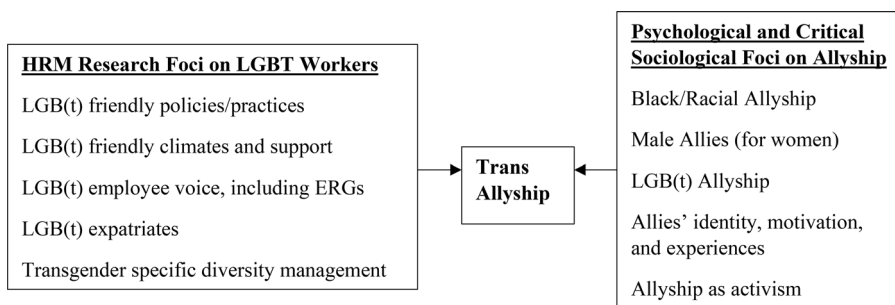 HRM Research Foci on LGBT Workers
LGB(t) friendly policies/practices
LGB(t) friendly climates and support
LGB(t) employee voice, including ERGs
LGB(t) expatriates
Transgender specific diversity management
Trans
Allyship
Psychological and Critical
Sociological Foci on Allyship
Black/Racial Allyship
Male Allies (for women)
LGB(t) Allyship
Allies’ identity, motivation,
and experiences
Allyship as activism